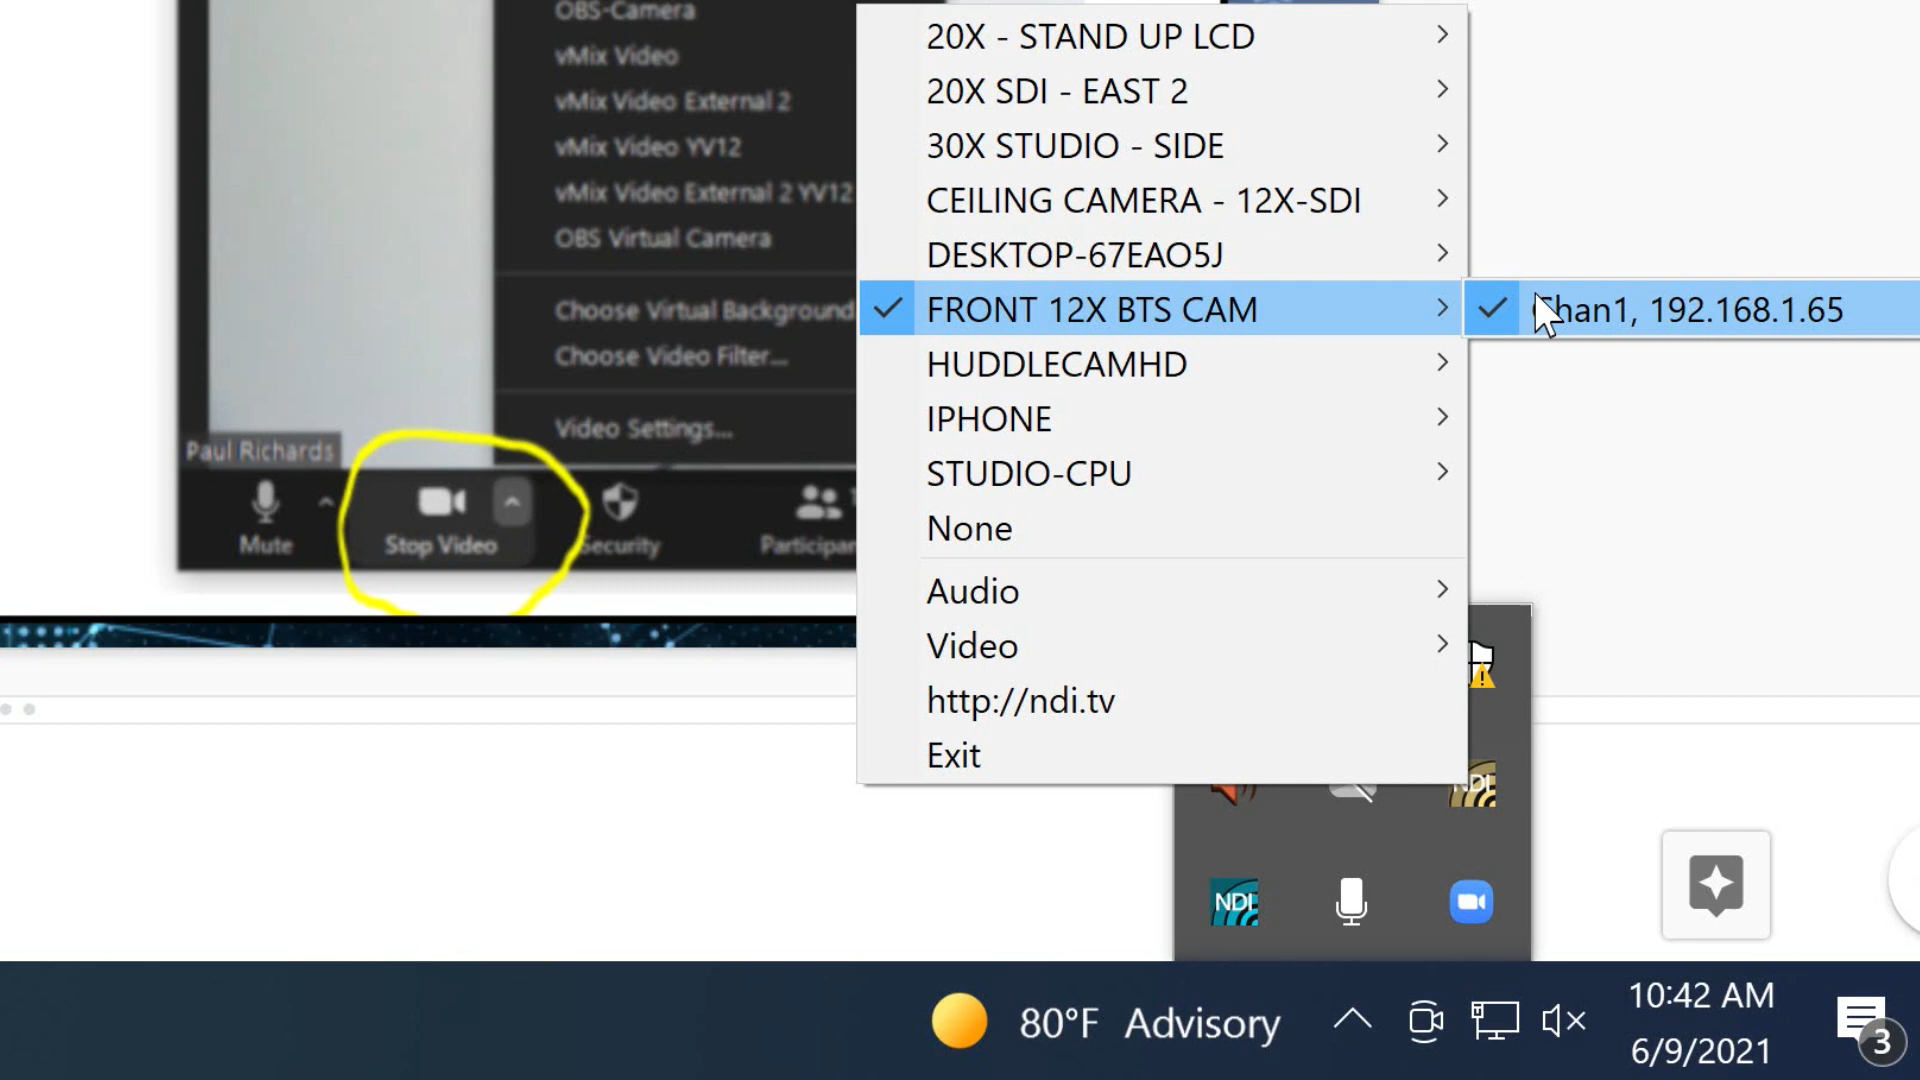 OBS-Camera
vMix Video
vMix Video External 2
vMix Video YV12
vMix Video External 2 YV12
OBS Virtual Camera
Choose Virtual Background
Choose Video Filter...
Video Settings...
Paul Richards
Mute
Stop Video
Security
Participan
20X - STAND UP LCD
20X SDI - EAST 2
30X STUDIO - SIDE
CEILING CAMERA - 12X-SDI
DESKTOP-67EAO5J
FRONT 12X BTS CAM
Chan1, 192.168.1.65
HUDDLECAMHD
IPHONE
STUDIO-CPU
None
Audio
Video
http://ndi.tv
Exit
NDI
NDI
80°F Advisory
10:42 AM
6/9/2021
3